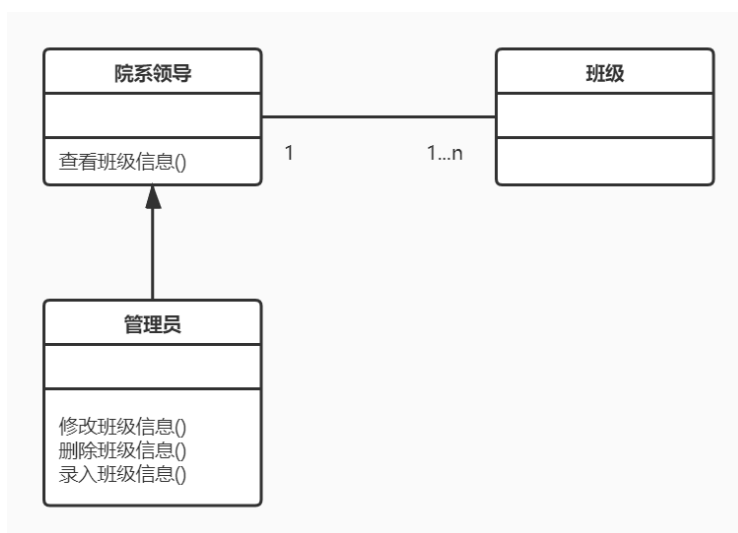 院系领导
班级
查看班级信息()
1
1...n
管理员
修改班级信息()
删除班级信息()
录入班级信息()